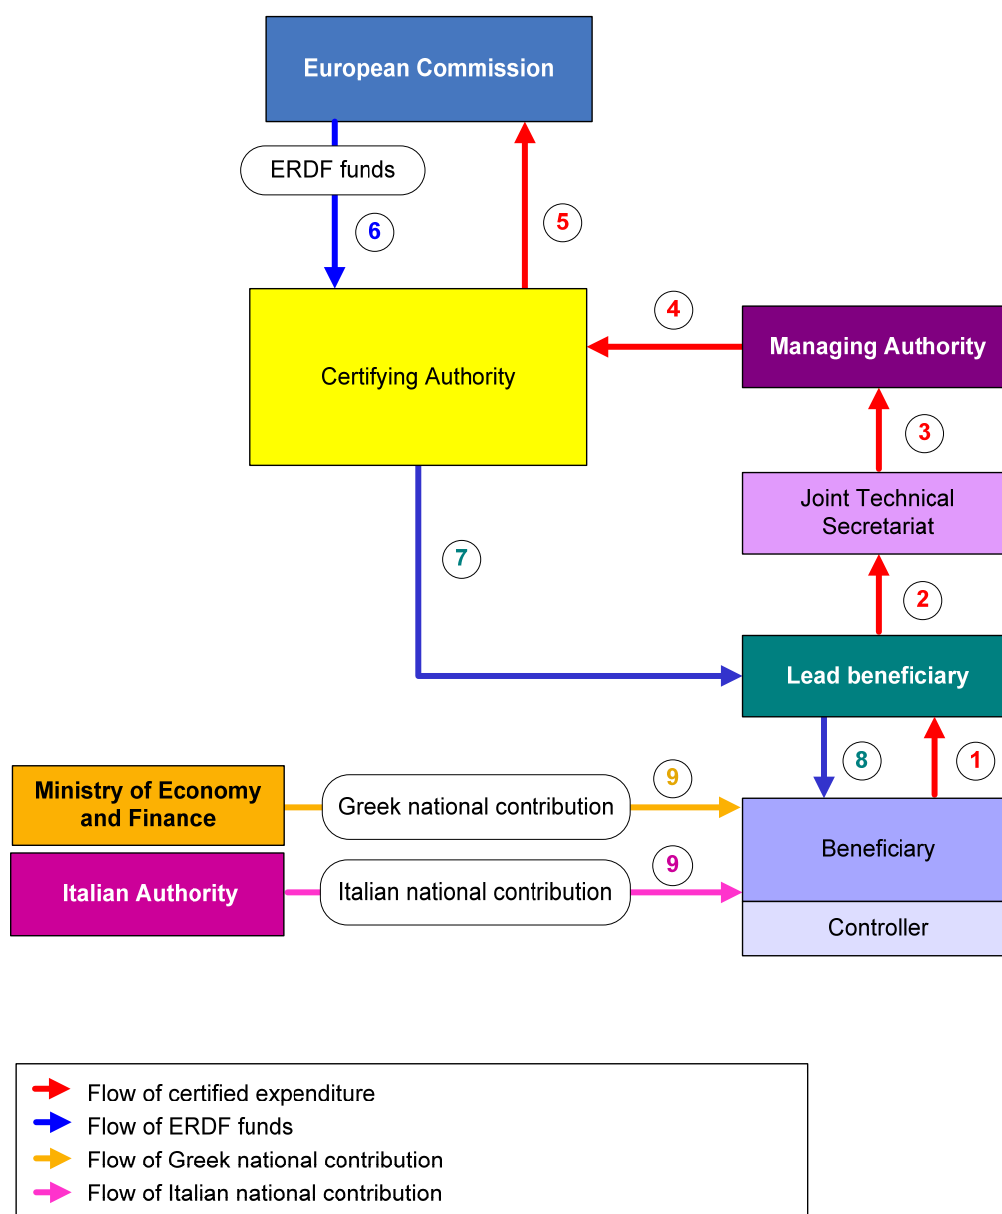 European Commission
ERDF funds
6
5
4
Certifying Authority
Managing Authority
3
Joint Technical
Secretariat
7
2
Lead beneficiary
8
1
Ministry of Economy
and Finance
Greek national contribution
9
Beneficiary
Italian Authority
Italian national contribution
9
Controller
Flow of certified expenditure
Flow of ERDF funds
Flow of Greek national contribution
Flow of Italian national contribution